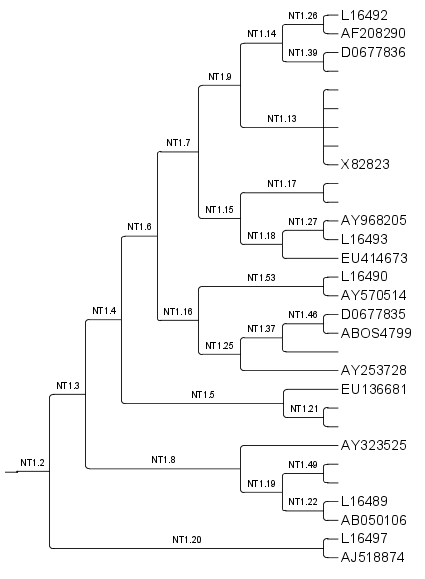 NT1.26 L16492
NT1.14 AF208290
NT1.39 D0677836
NT1.9
NT1.13
NT1.7 X82823
NT1.17
NT1.15 NT1.27 AY968205
NT1.6 NT1.18 L16493
EU414673
NT1.53 L16490
AY570514
NT1.4 NT1.16 NT1.46 D0677835
NT1.37 ABOS4799
NT1.25
AY253728
NT1.3 NT1.5 EU136681
NT1.21
AY323525
NT1.2 NT1.8 NT1.49
NT1.19
NT1.22 L16489
AB050106
NT1.20 L16497
AJ518874